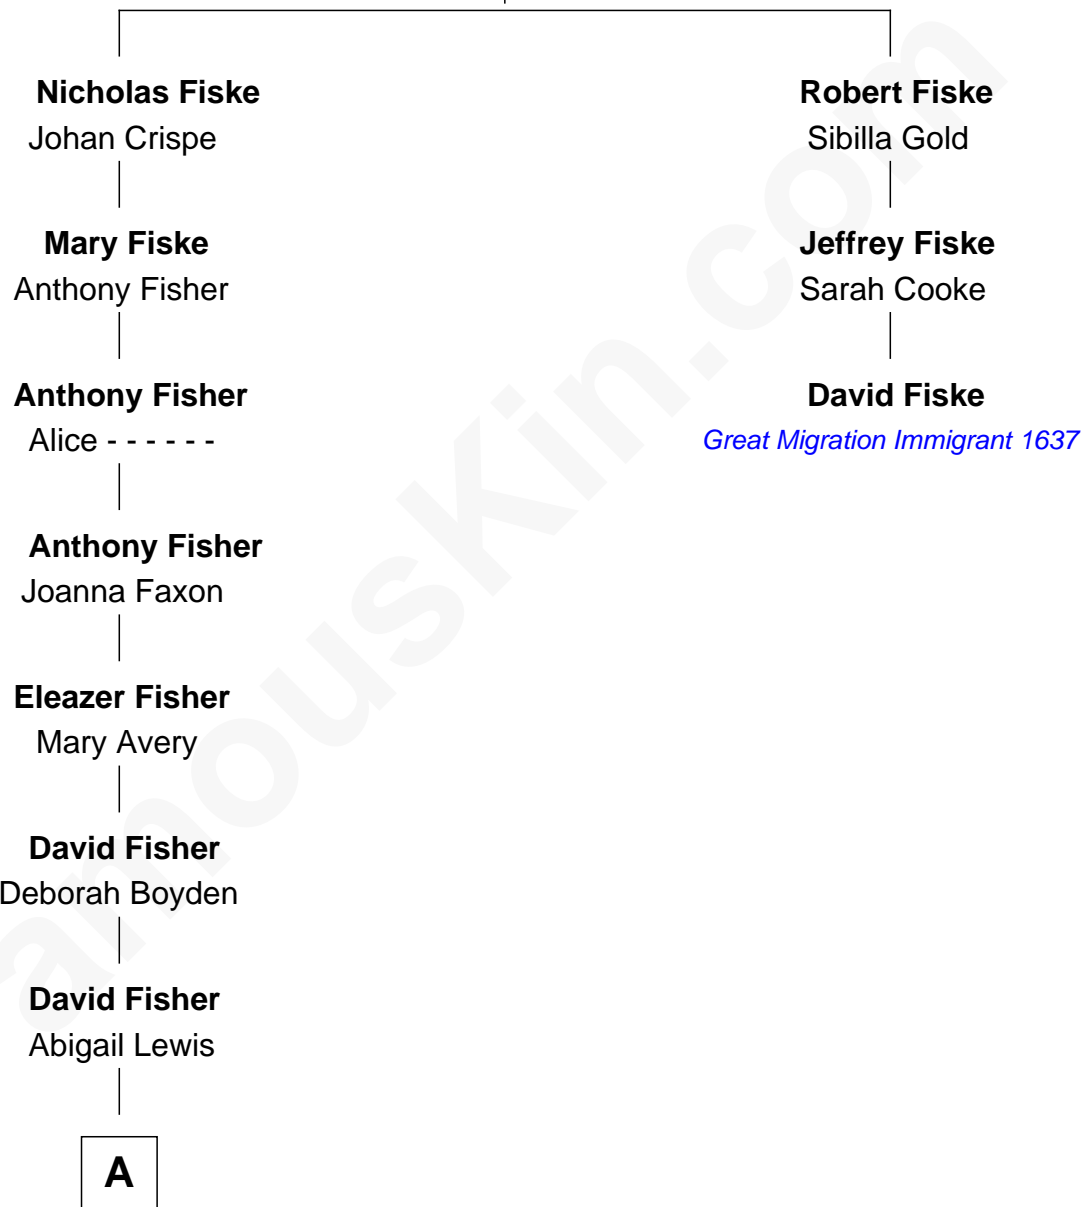 Nicholas Fiske
Johan Crispe
Robert Fiske
Sibilla Gold
Mary Fiske
Anthony Fisher
Jeffrey Fiske
Sarah Cooke
Anthony Fisher
Alice - - - - - -
David Fiske
Great Migration Immigrant 1637
Anthony Fisher
Joanna Faxon
Eleazer Fisher
Mary Avery
David Fisher
Deborah Boyden
David Fisher
Abigail Lewis
A
amouskin.com